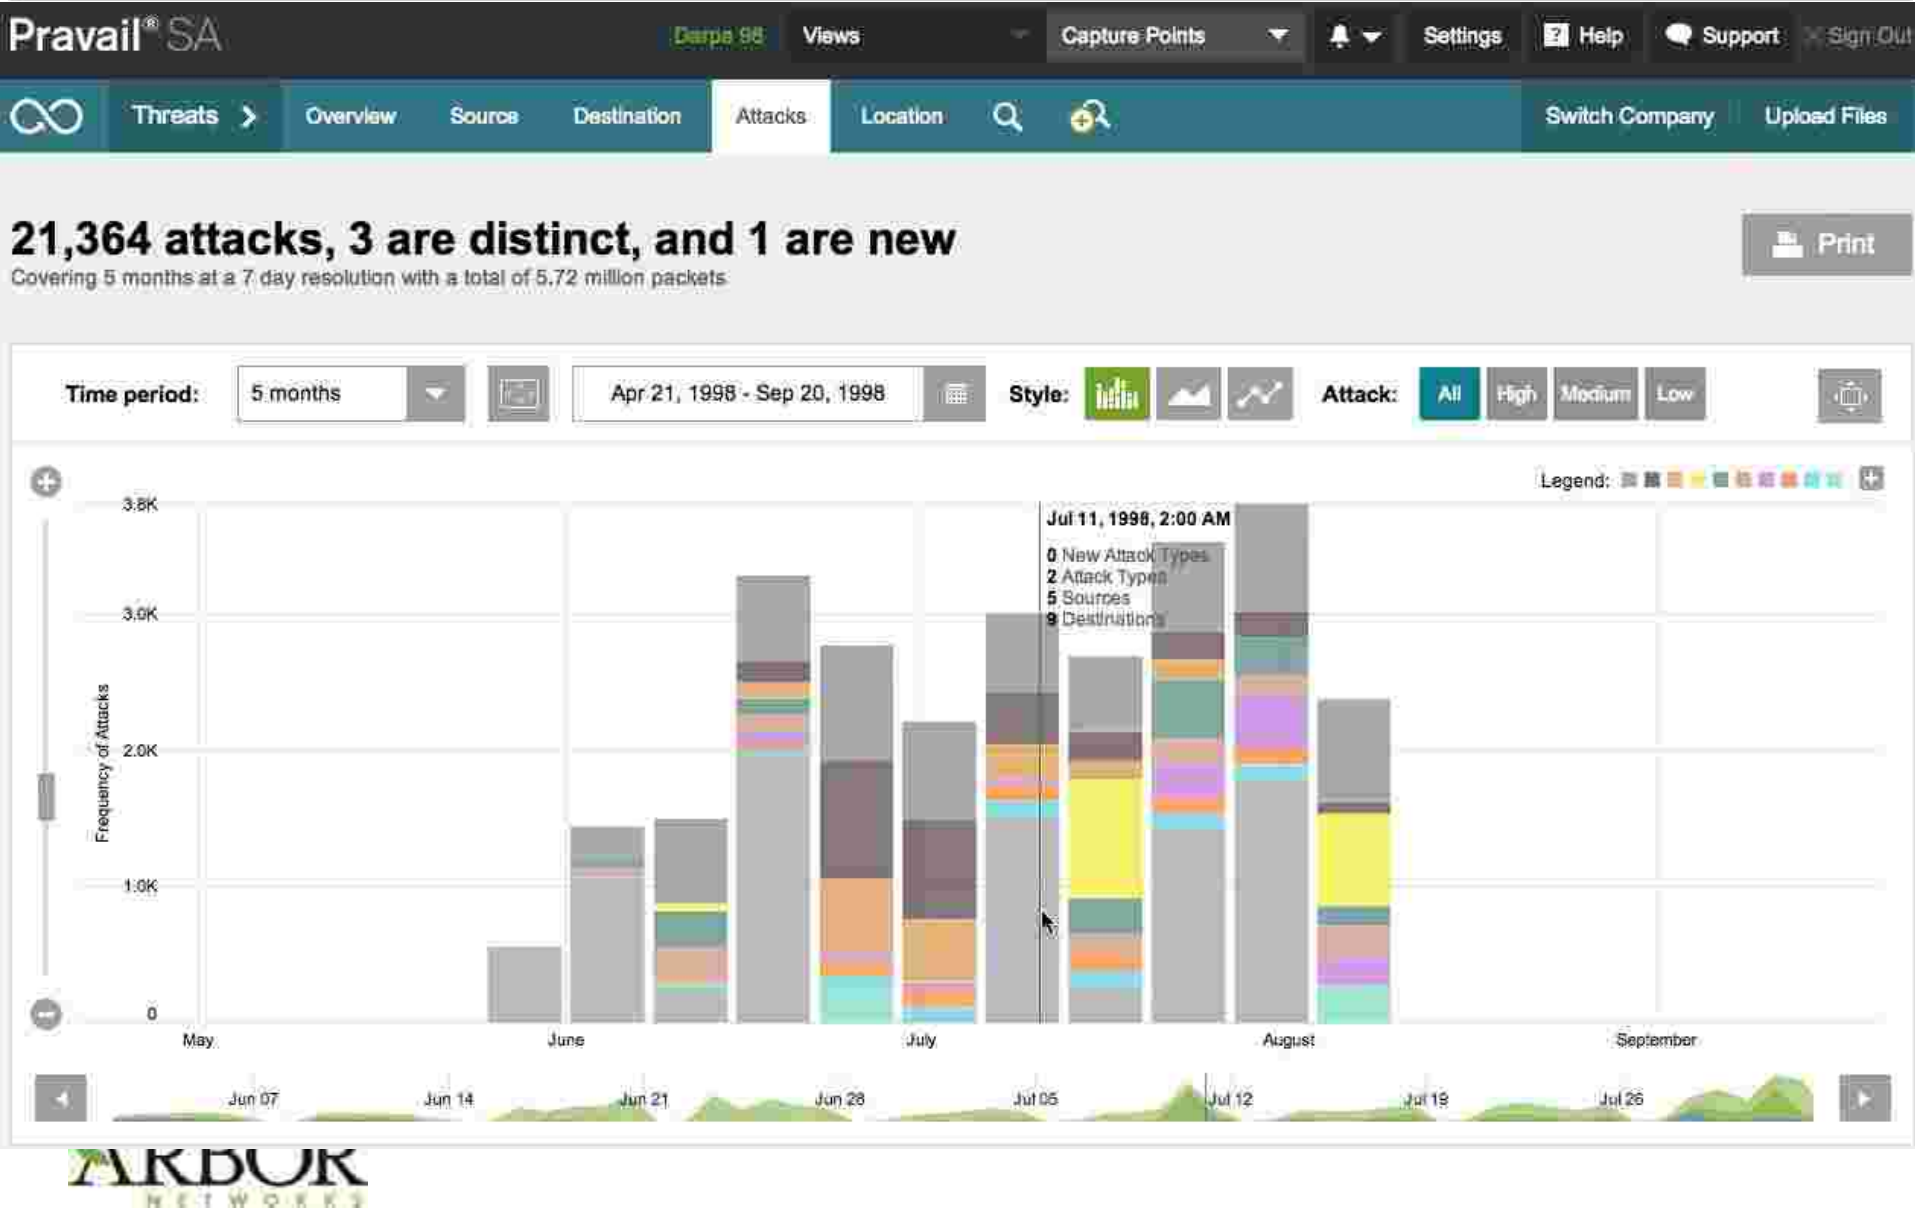 Pravail® SA
Darpa 98 Views Capture Points Settings Help Support Sign Out
Threats Overview Source Destination Attacks Location Switch Company Upload Files
21,364 attacks, 3 are distinct, and 1 are new
Covering 5 months at a 7 day resolution with a total of 5.72 million packets
Print
Time period: 5 months Apr 21, 1998 - Sep 20, 1998 Style: Attack: All High Medium Low
Legend:
3.8K
Jul 11, 1998, 2:00 AM
0 New Attack Types
2 Attack Types
5 Sources
9 Destinations
3.0K
2.0K
Frequency of Attacks
1.0K
0
May June July August September
Jun 07 Jun 14 Jun 21 Jun 28 Jul 05 Jul 12 Jul 19 Jul 26
ARBOR
NETWORKS